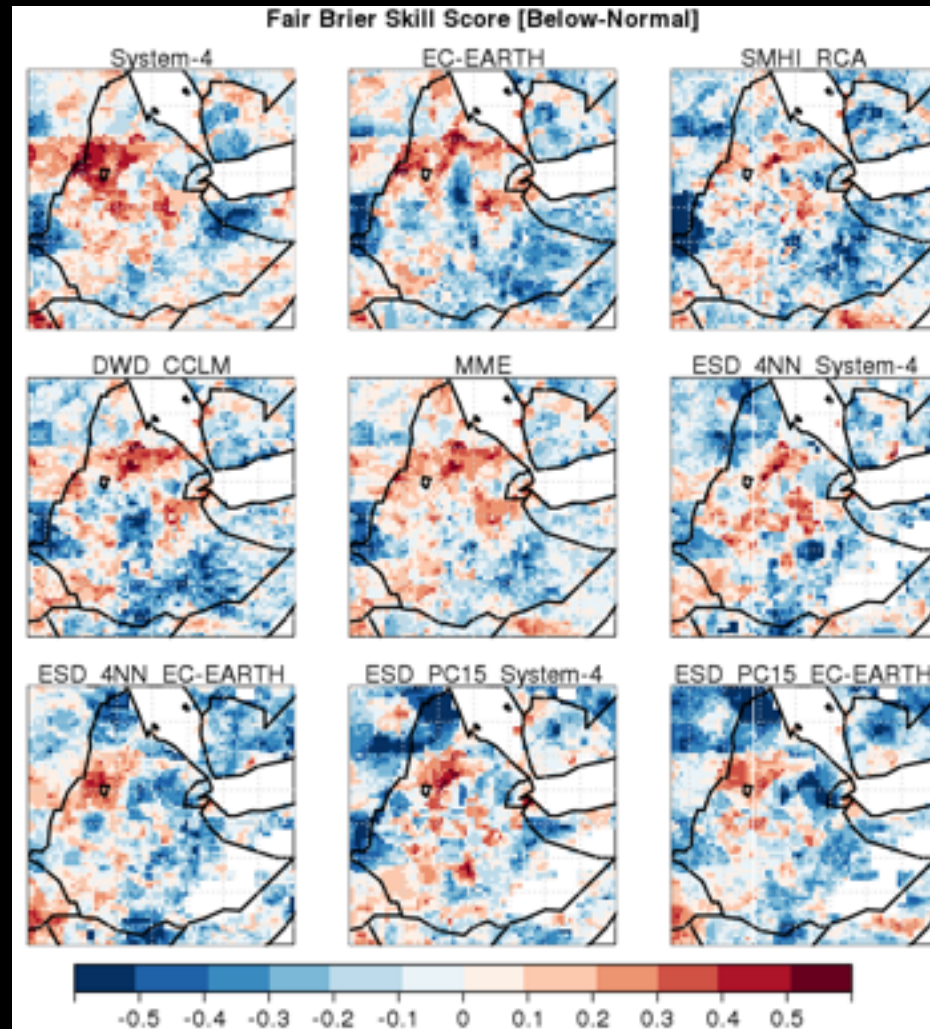 Fair Brier Skill Score [Below-Normal]
System-4 EC-EARTH SMHI_RCA
DWD_CCLM MME ESD_4NN_System-4
ESD_4NN_EC-EARTH ESD_PC15_System-4 ESD_PC15_EC-EARTH
-0.5 -0.4 -0.3 -0.2 -0.1 0 0.1 0.2 0.3 0.4 0.5